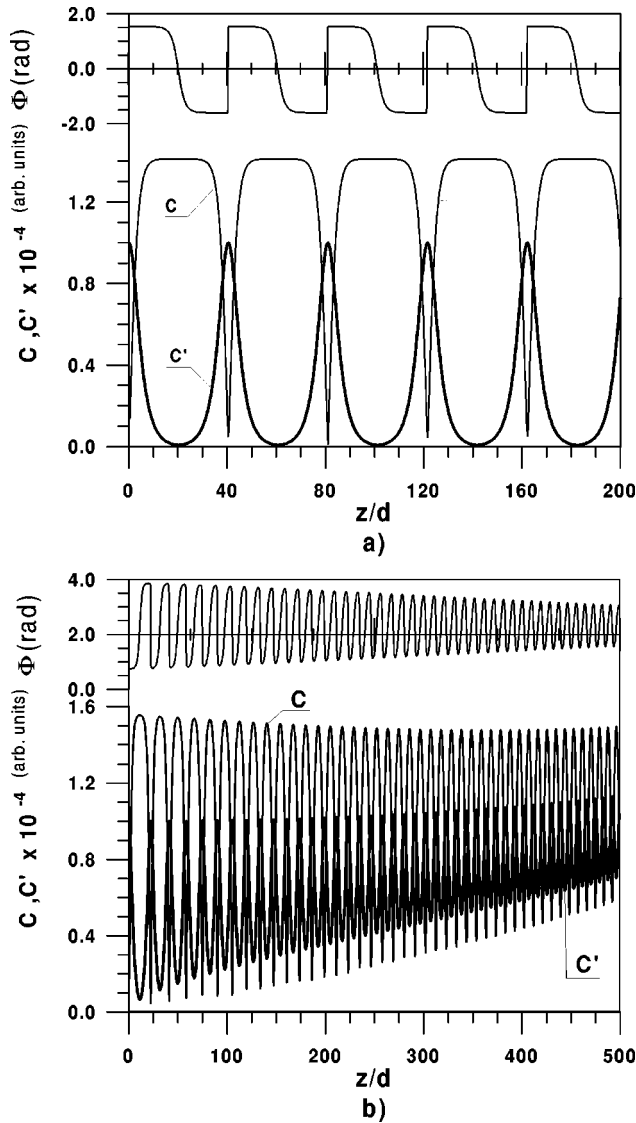 2.0
0.0
-2.0
Φ (rad)
1.2
0.8
0.4
0.0
C ,C' x 10 -4 (arb. units)
C
C'
0 40 80 120 160 200
z/d
a)
4.0
2.0
0.0
Φ (rad)
1.6
1.2
0.8
0.4
0.0
C ,C' x 10 -4 (arb. units)
C
C'
0 100 200 300 400 500
z/d
b)